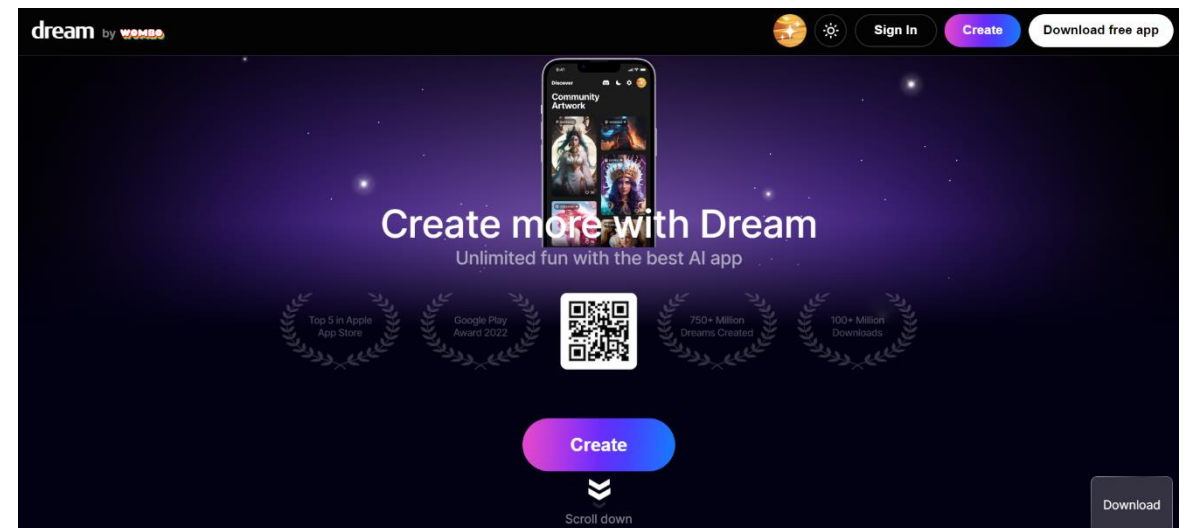 dream by WOMBO
Sign In
Create
Download free app
9:41
Discover
Community
Artwork
Create more with Dream
Unlimited fun with the best AI app
Top 5 in Apple
App Store
Google Play
Award 2022
750+ Million
Dreams Created
100+ Million
Downloads
Create
Scroll down
Download